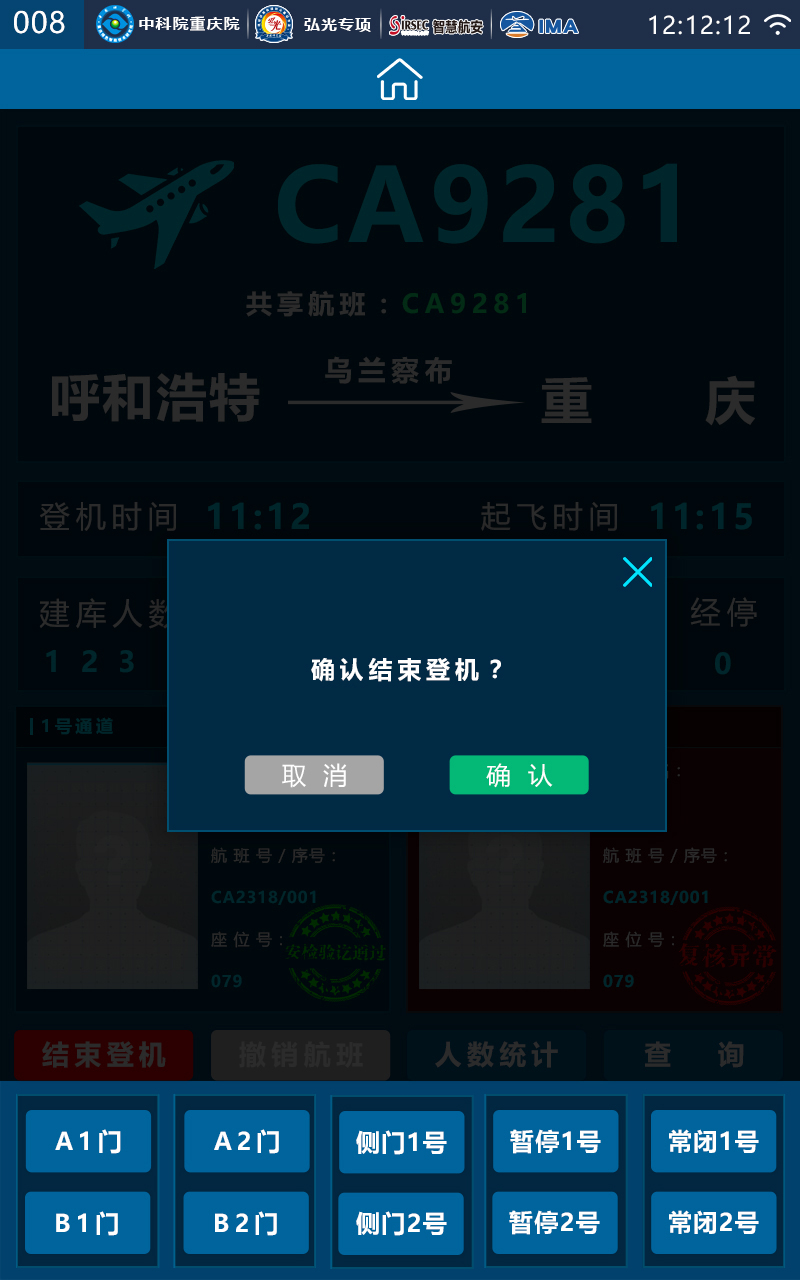 008 中科院重庆院 弘光专项 SiRSEC 智慧航安 IMA 12:12:12
CA9281
共享航班：CA9281
呼和浩特 乌兰察布 重 庆
登机时间 11:12 起飞时间 11:15
建库人数 经停
1 2 3 0
1号通道
确认结束登机？
取 消 确 认
航班号/序号： 航班号/序号：
CA2318/001 CA2318/001
座位号： 座位号：
安检验讫通过 复核异常
079 079
结束登机 撤销航班 人数统计 查 询
A1门 A2门 侧门1号 暂停1号 常闭1号
B1门 B2门 侧门2号 暂停2号 常闭2号